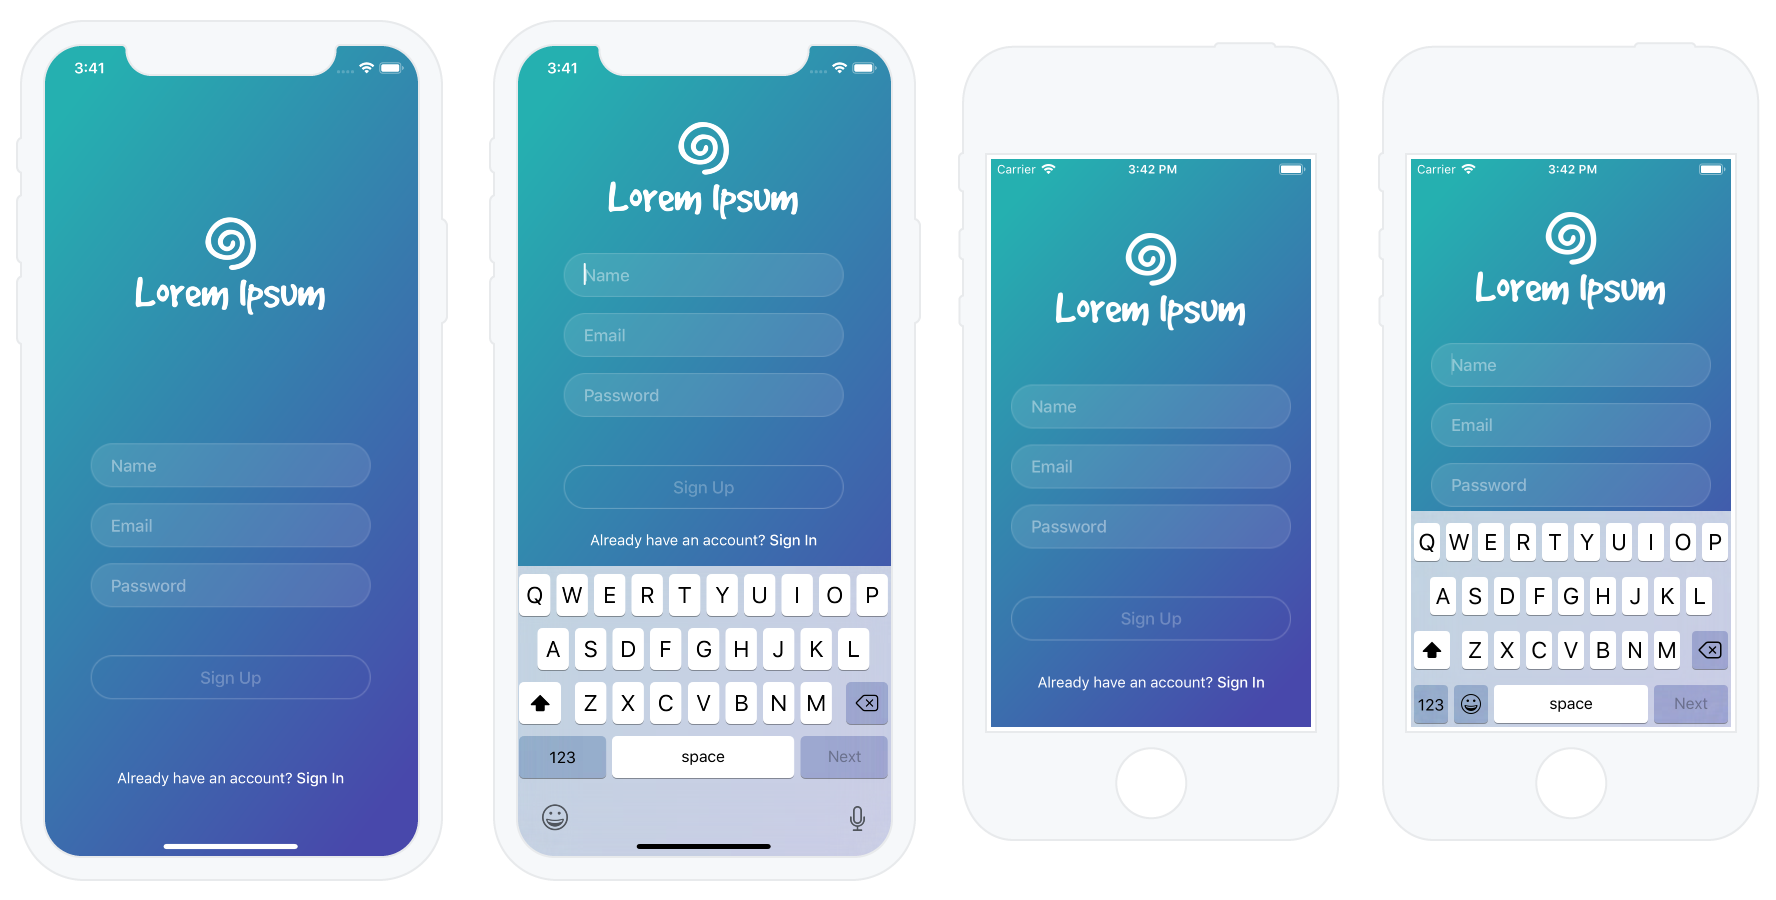 3:41
Lorem Ipsum
Name
Email
Password
Sign Up
Already have an account? Sign In
3:41
Lorem Ipsum
Name
Email
Password
Sign Up
Already have an account? Sign In
Q W E R T Y U I O P
A S D F G H J K L
Z X C V B N M
123 space Next
Carrier 3:42 PM
Lorem Ipsum
Name
Email
Password
Sign Up
Already have an account? Sign In
Carrier 3:42 PM
Lorem Ipsum
Name
Email
Password
Q W E R T Y U I O P
A S D F G H J K L
Z X C V B N M
123 space Next